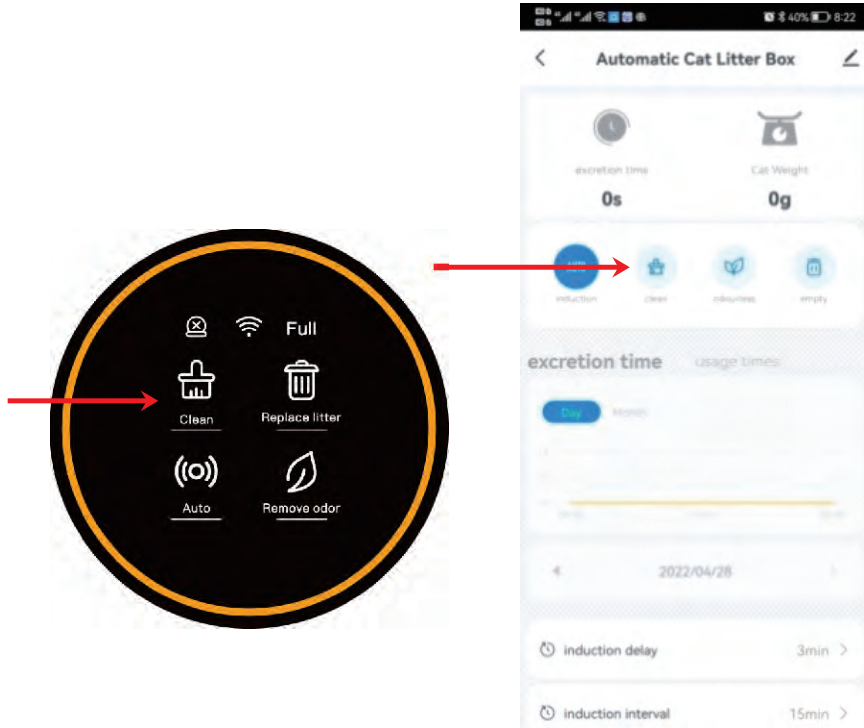 Full
Clean
Replace litter
Auto
Remove odor
40% 8:22
Automatic Cat Litter Box
excretion time
Cat Weight
0s
0g
induction
clean
empty
excretion time
usage times
Day
Month
2022/04/28
induction delay
3min
induction interval
15min